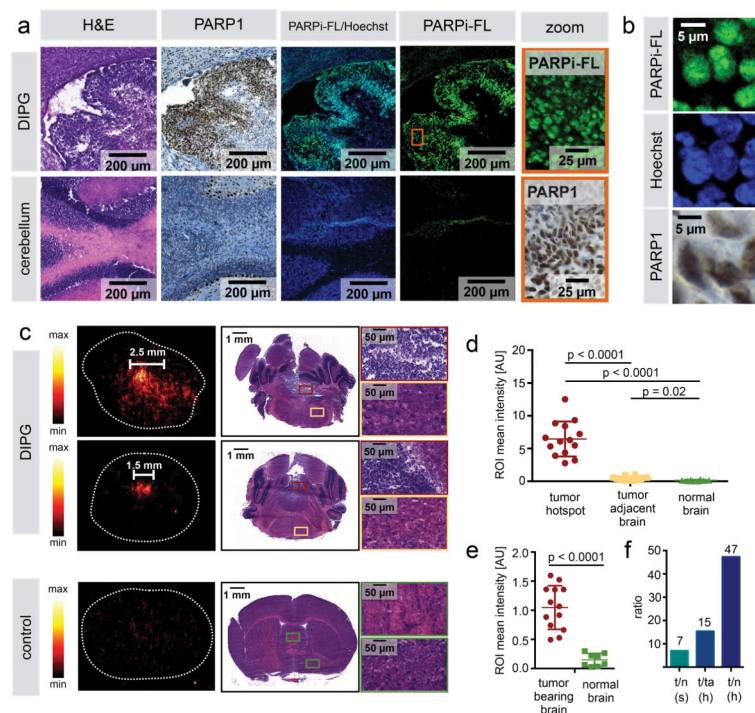 a
H&E
PARP1
PARPi-FL/Hoechst
PARPi-FL
zoom
DIPG
200 µm
200 µm
200 µm
200 µm
PARPi-FL
25 µm
cerebellum
200 µm
200 µm
200 µm
200 µm
PARP1
25 µm
b
PARPi-FL
5 µm
Hoechst
PARP1
5 µm
c
DIPG
max
min
2.5 mm
1 mm
50 µm
50 µm
max
min
1.5 mm
1 mm
50 µm
50 µm
control
max
min
1 mm
50 µm
50 µm
d
ROI mean intensity [AU]
20
15
10
5
0
p < 0.0001
p < 0.0001
p = 0.02
tumor
hotspot
tumor
adjacent
brain
normal
brain
e
ROI mean intensity [AU]
2.0
1.5
1.0
0.5
0.0
p < 0.0001
tumor
bearing
brain
normal
brain
f
ratio
60
40
20
0
7
15
47
t/n
(s)
t/ta
(h)
t/n
(h)